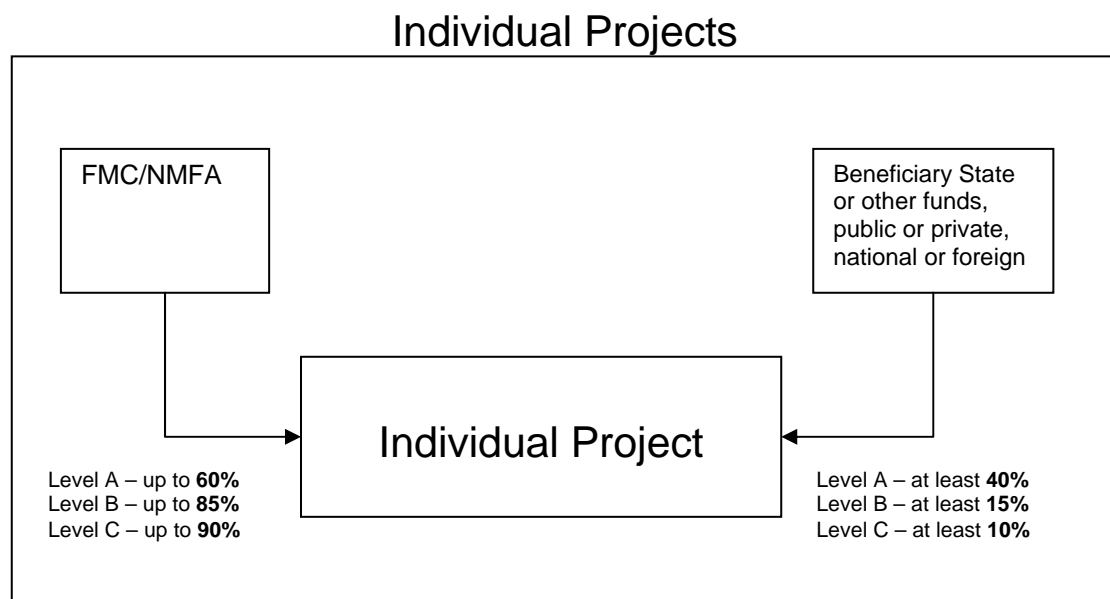 Individual Projects
FMC/NMFA
Beneficiary State
or other funds,
public or private,
national or foreign
Individual Project
Level A – up to 60%
Level B – up to 85%
Level C – up to 90%
Level A – at least 40%
Level B – at least 15%
Level C – at least 10%